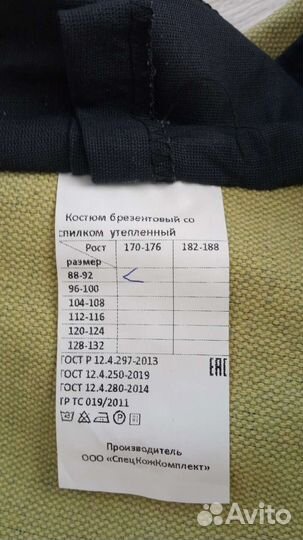 Костюм брезентовый со
спилком утепленный
Рост 170-176 182-188
размер
88-92
96-100
104-108
112-116
120-124
128-132
ГОСТ Р 12.4.297-2013
ГОСТ 12.4.250-2019
ГОСТ 12.4.280-2014
ТР ТС 019/2011
EAC
P
Производитель
ООО «СпецКожКомплект»
Avito